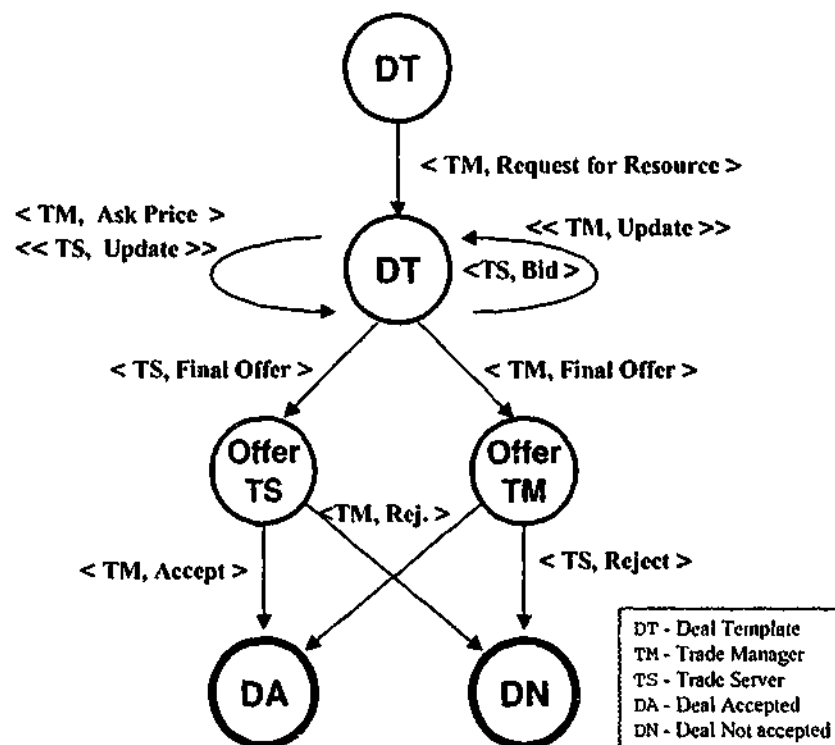 DT
< TM, Request for Resource >
< TM, Ask Price >
<< TS, Update >>
<< TM, Update >>
DT
<TS, Bid >
< TS, Final Offer >
< TM, Final Offer >
Offer
TS
Offer
TM
<TM, Rej. >
< TM, Accept >
< TS, Reject >
DA
DN
DT - Deal Template
TM - Trade Manager
TS - Trade Server
DA - Deal Accepted
DN - Deal Not accepted